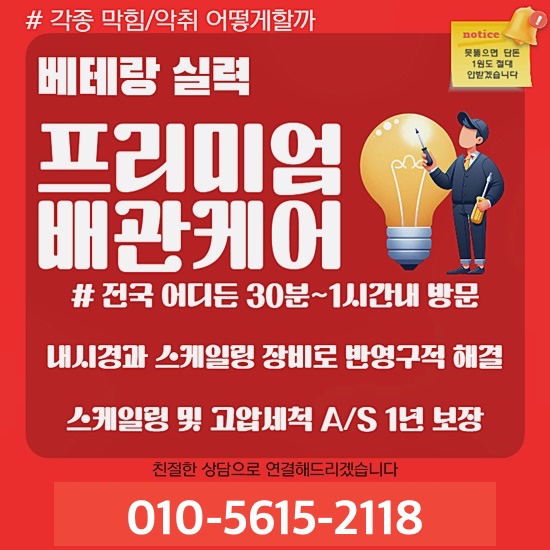 # 각종 막힘/악취 어떻게할까
notice
못뚫으면 단돈
1원도 절대
안받겠습니다
베테랑 실력
프리미엄
배관케어
# 전국 어디든 30분~1시간내 방문
내시경과 스케일링 장비로 반영구적 해결
스케일링 및 고압세척 A/S 1년 보장
친절한 상담으로 연결해드리겠습니다
010-5615-2118